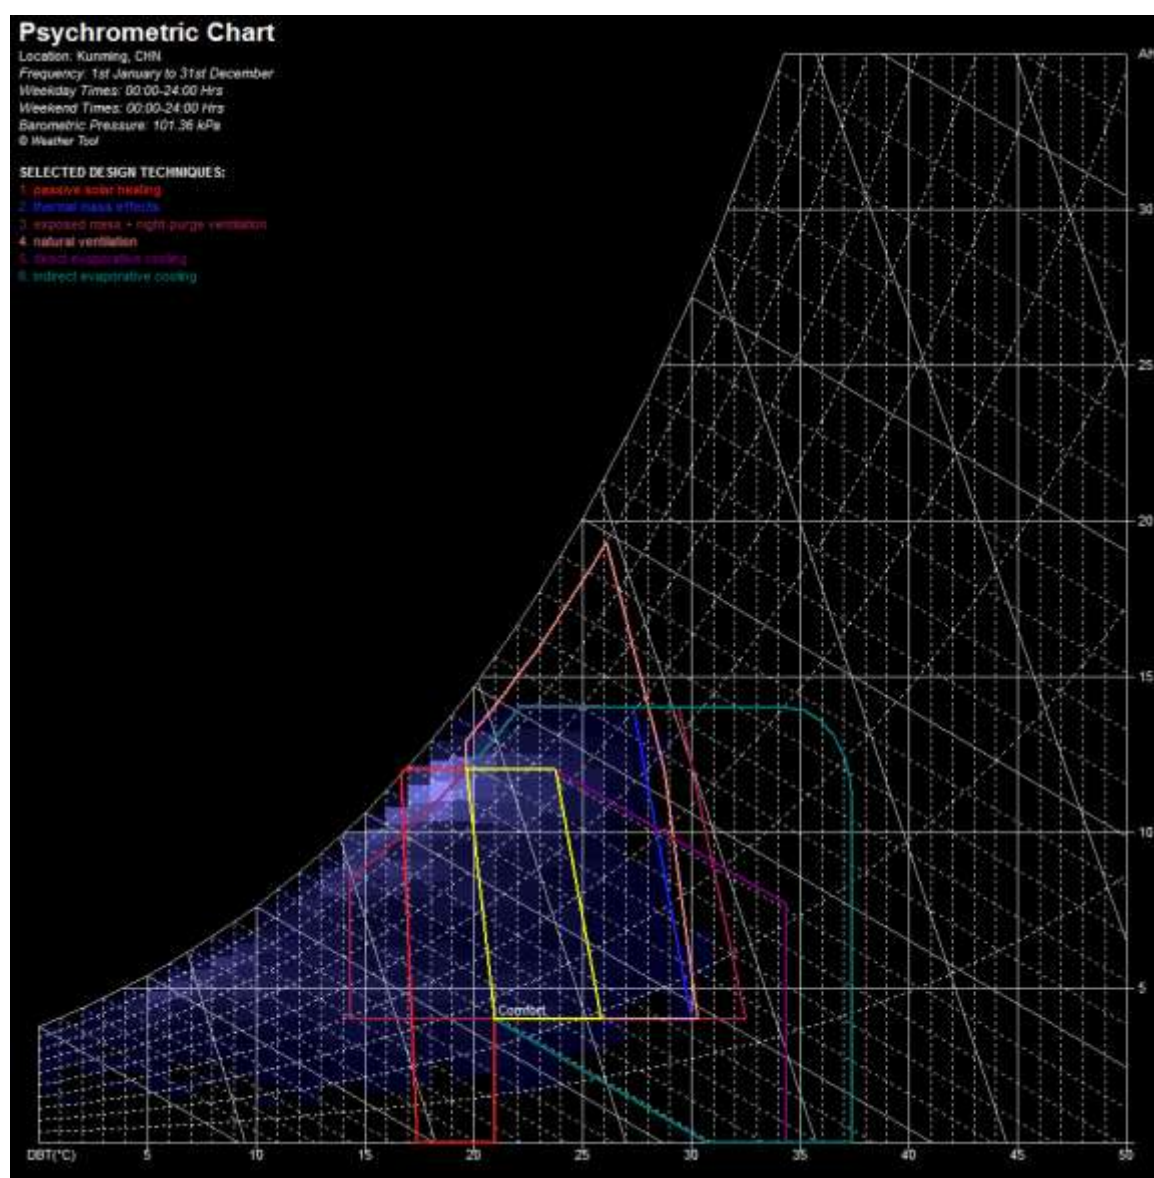 Psychrometric Chart
Location: Kunming, CHN
Frequency: 1st January to 31st December
Weekday Times: 00:00-24:00 Hrs
Weekend Times: 00:00-24:00 Hrs
Barometric Pressure: 101.36 kPa
© Weather Tool
SELECTED DESIGN TECHNIQUES:
1. passive solar heating
2. thermal mass effects
3. exposed mass + night-purge ventilation
4. natural ventilation
5. direct evaporative cooling
6. indirect evaporative cooling
AH
30
25
20
15
10
5
Comfort
DBT(°C) 5 10 15 20 25 30 35 40 45 50